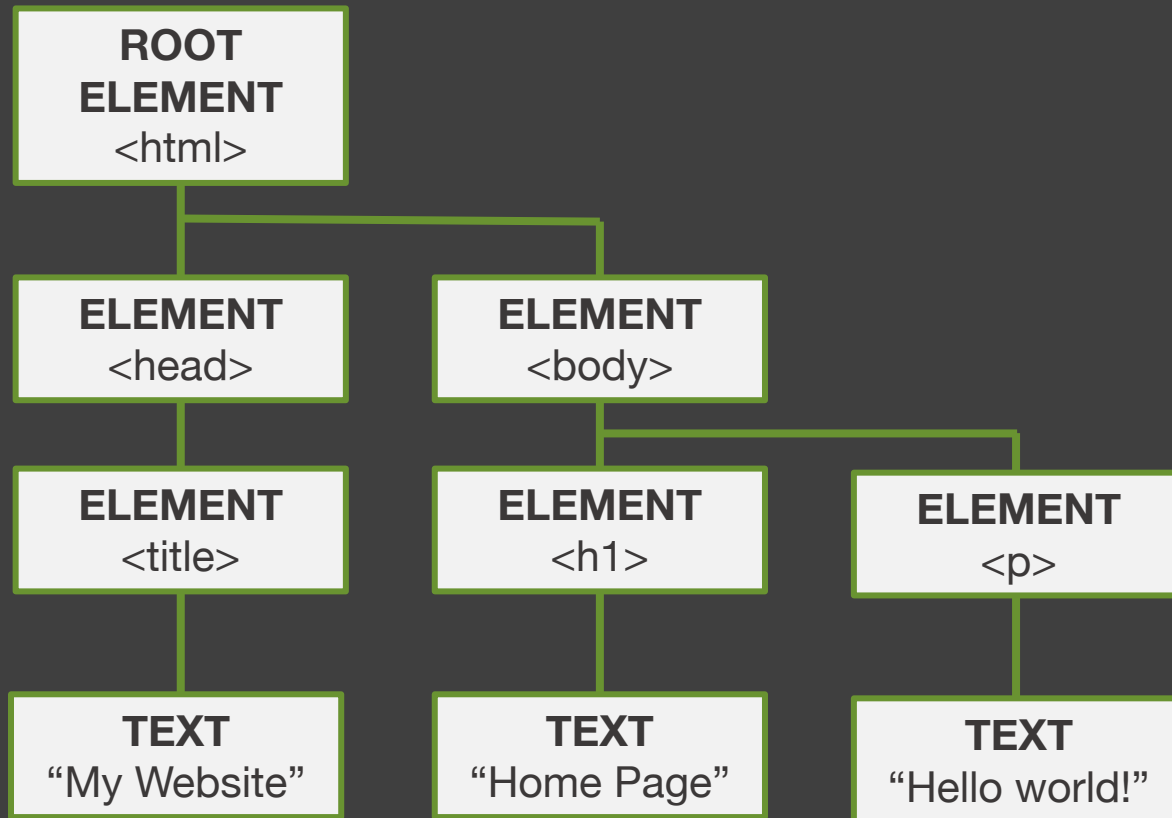 ROOT
ELEMENT
<html>
ELEMENT
<head>
ELEMENT
<body>
ELEMENT
<title>
ELEMENT
<h1>
ELEMENT
<p>
TEXT
“My Website”
TEXT
“Home Page”
TEXT
“Hello world!”